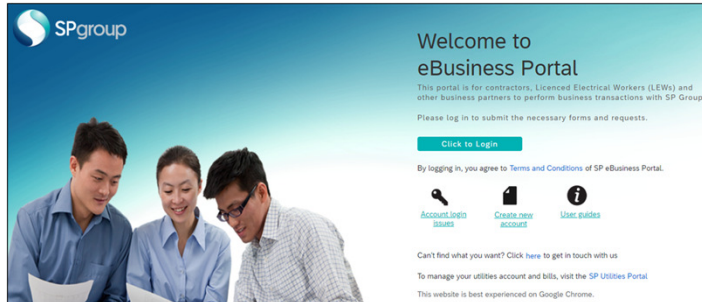 SPgroup
Welcome to
eBusiness Portal
This portal is for contractors, Licenced Electrical Workers (LEWs) and
other business partners to perform business transactions with SP Group
Please log in to submit the necessary forms and requests.
Click to Login
By logging in, you agree to Terms and Conditions of SP eBusiness Portal.
Account login
Issues
Create new
account
User guides
Can't find what you want? Click here to get in touch with us
To manage your utilities account and bills, visit the SP Utilities Portal
This website is best experienced on Google Chrome.